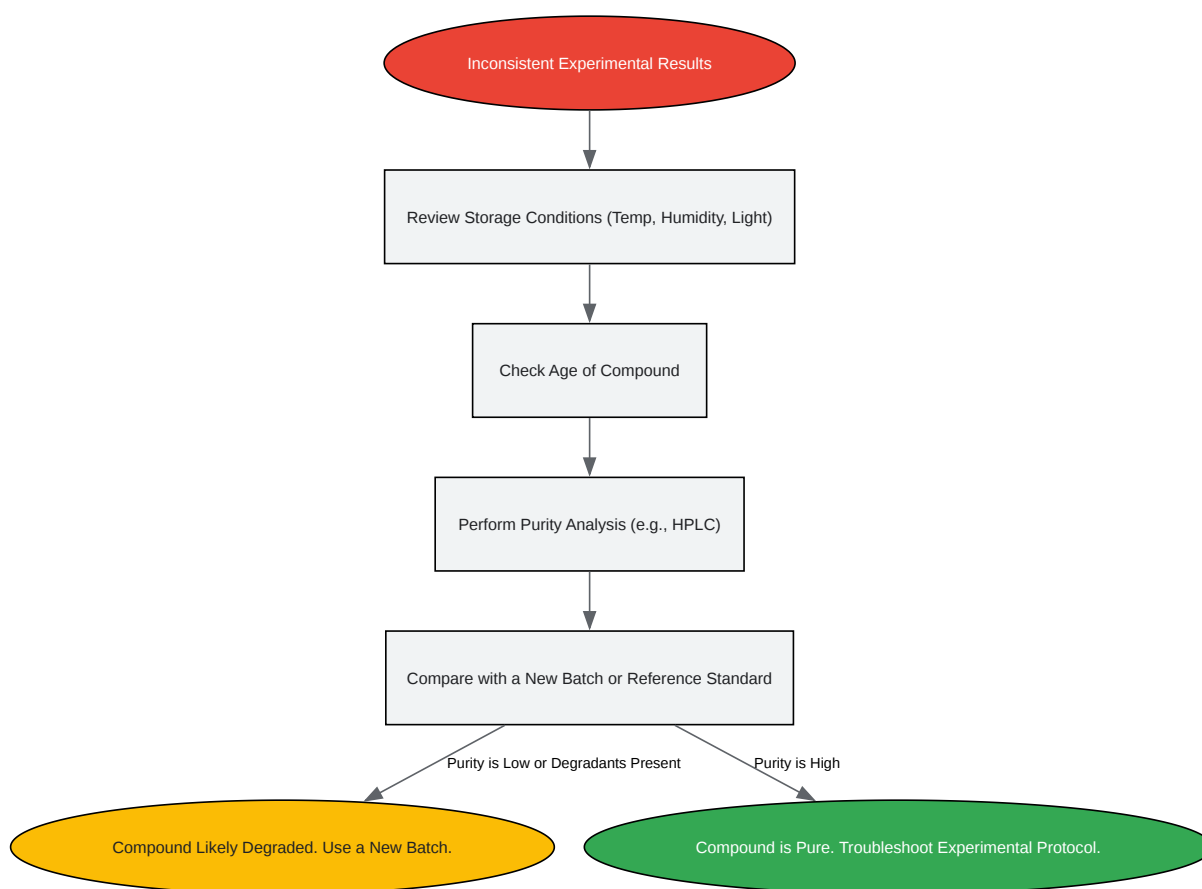 Inconsistent Experimental Results
Review Storage Conditions (Temp, Humidity, Light)
Check Age of Compound
Perform Purity Analysis (e.g., HPLC)
Compare with a New Batch or Reference Standard
Purity is Low or Degradants Present
Purity is High
Compound Likely Degraded. Use a New Batch.
Compound is Pure. Troubleshoot Experimental Protocol.